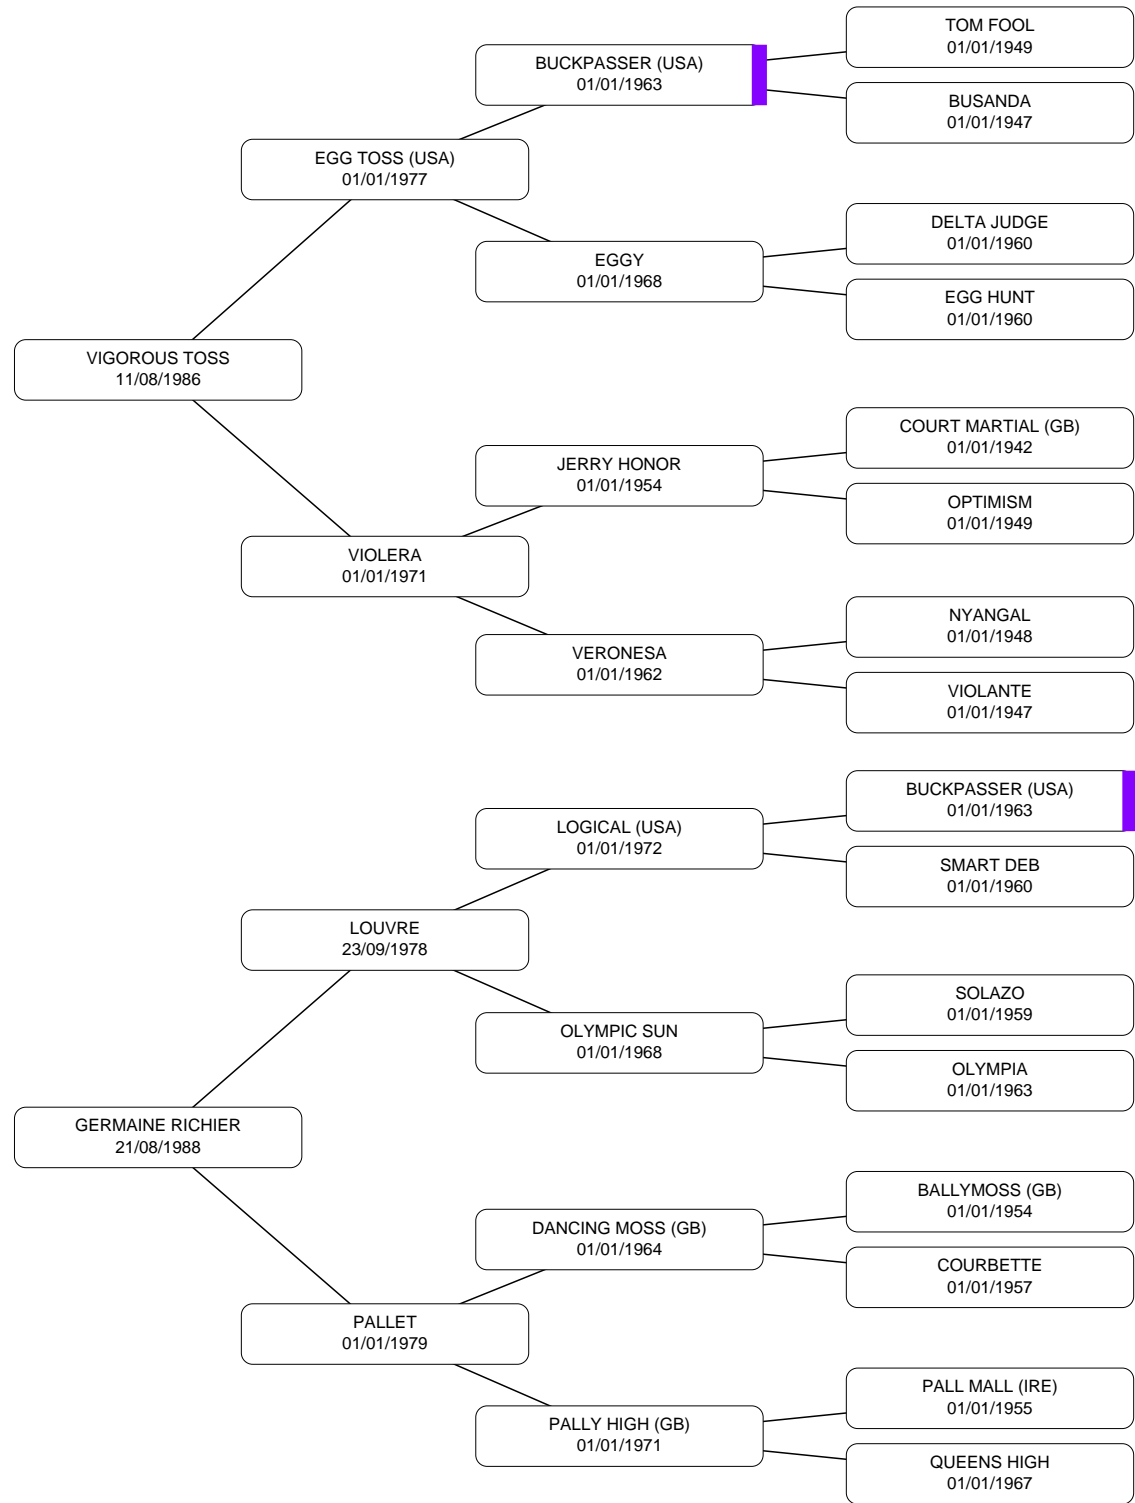 TOM FOOL
01/01/1949
BUCKPASSER (USA)
01/01/1963
BUSANDA
01/01/1947
EGG TOSS (USA)
01/01/1977
DELTA JUDGE
01/01/1960
EGGY
01/01/1968
EGG HUNT
01/01/1960
VIGOROUS TOSS
11/08/1986
COURT MARTIAL (GB)
01/01/1942
JERRY HONOR
01/01/1954
OPTIMISM
01/01/1949
VIOLERA
01/01/1971
NYANGAL
01/01/1948
VERONESA
01/01/1962
VIOLANTE
01/01/1947
BUCKPASSER (USA)
01/01/1963
LOGICAL (USA)
01/01/1972
SMART DEB
01/01/1960
LOUVRE
23/09/1978
SOLAZO
01/01/1959
OLYMPIC SUN
01/01/1968
OLYMPIA
01/01/1963
GERMAINE RICHIER
21/08/1988
BALLYMOSS (GB)
01/01/1954
DANCING MOSS (GB)
01/01/1964
COURBETTE
01/01/1957
PALLET
01/01/1979
PALL MALL (IRE)
01/01/1955
PALLY HIGH (GB)
01/01/1971
QUEENS HIGH
01/01/1967